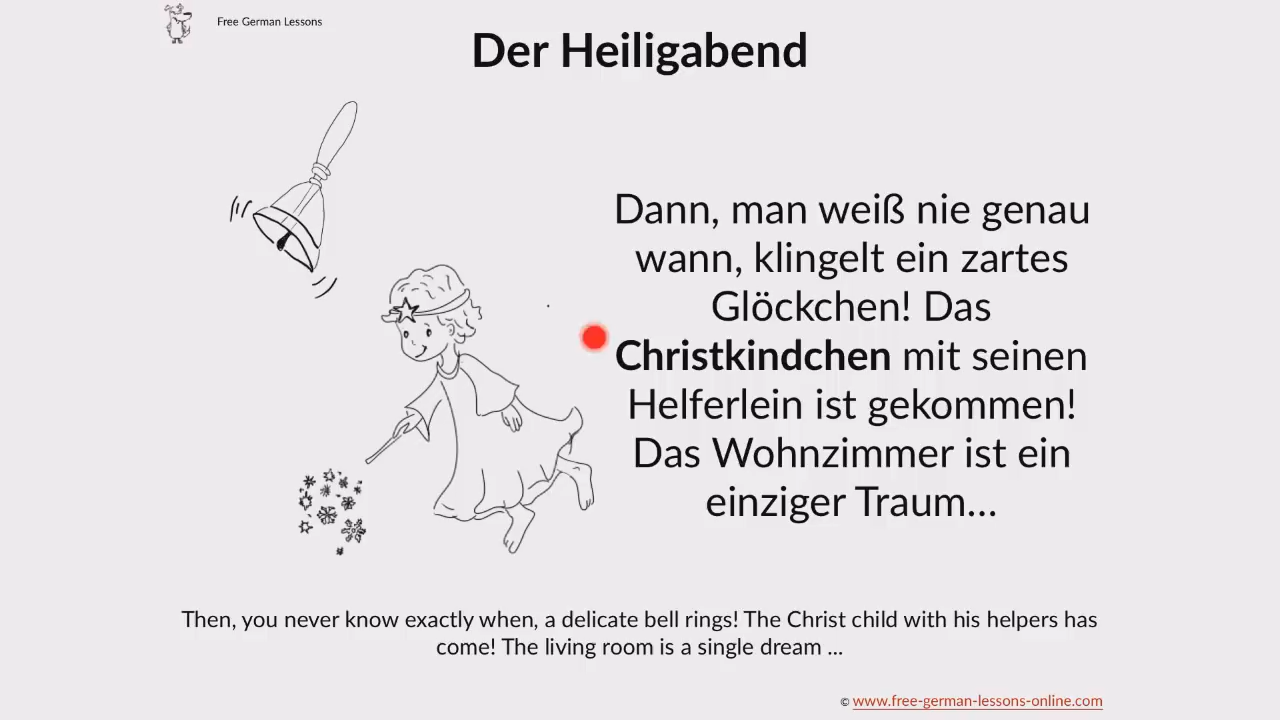 Free German Lessons
Der Heiligabend
Dann, man weiß nie genau
wann, klingelt ein zartes
Glöckchen! Das
Christkindchen mit seinen
Helferlein ist gekommen!
Das Wohnzimmer ist ein
einziger Traum...
Then, you never know exactly when, a delicate bell rings! The Christ child with his helpers has
come! The living room is a single dream ...
© www.free-german-lessons-online.com